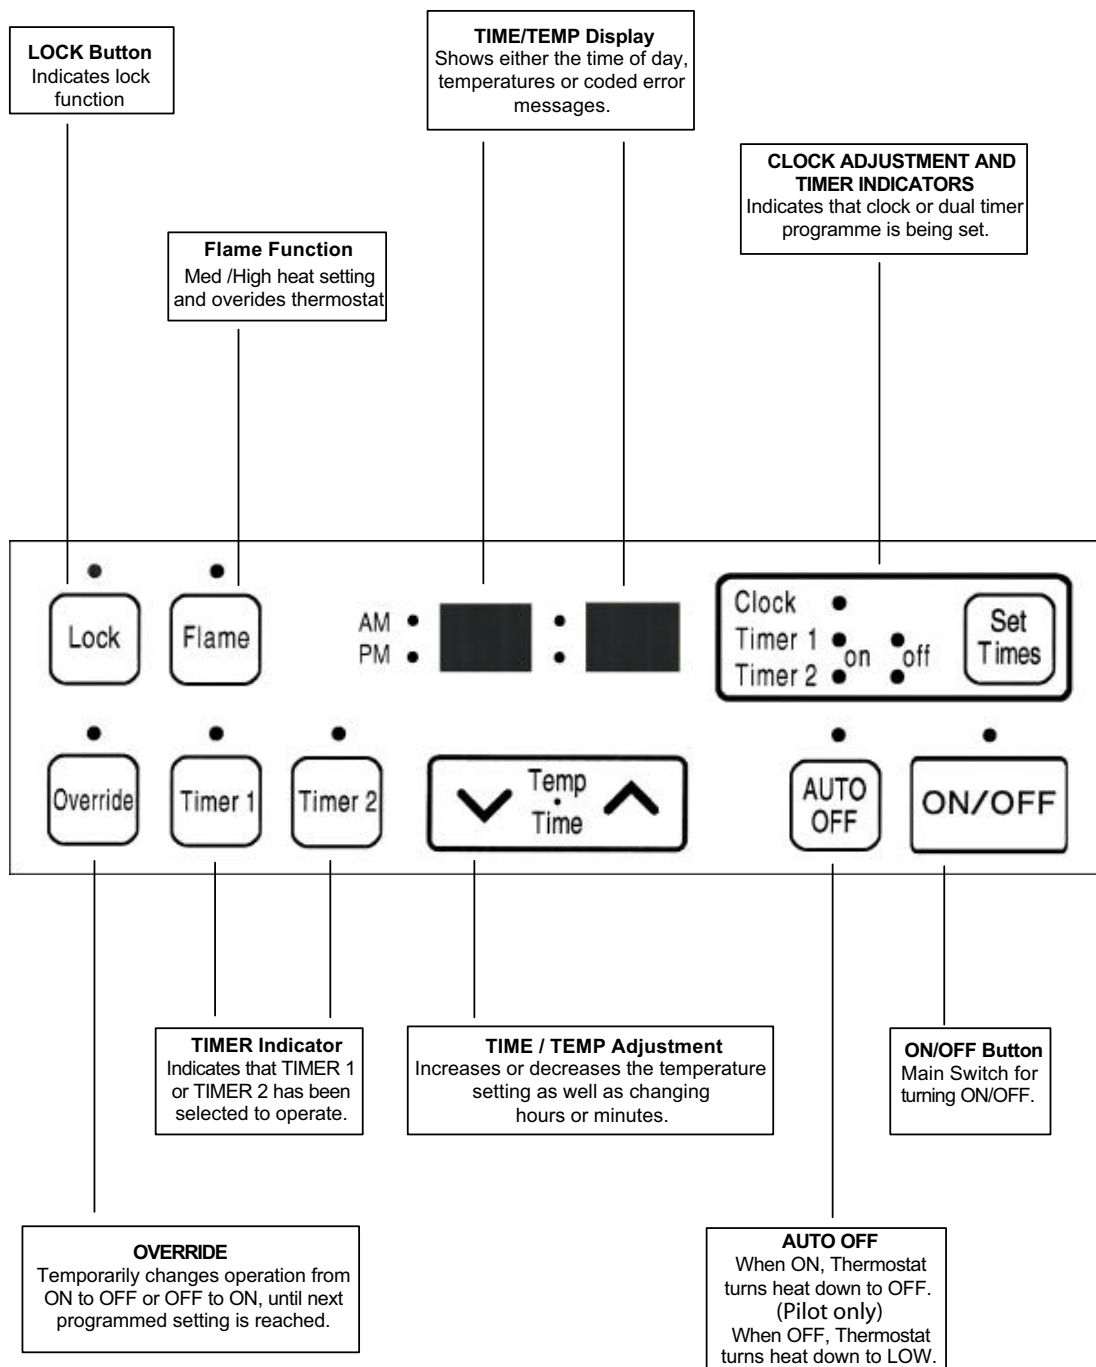 LOCK Button
Indicates lock
function
TIME/TEMP Display
Shows either the time of day,
temperatures or coded error
messages.
CLOCK ADJUSTMENT AND
TIMER INDICATORS
Indicates that clock or dual timer
programme is being set.
Flame Function
Med /High heat setting
and overides thermostat
Lock
Flame
AM
PM
Clock
Timer 1
Timer 2
on
off
Set
Times
Override
Timer 1
Timer 2
Temp
Time
AUTO
OFF
ON/OFF
TIMER Indicator
Indicates that TIMER 1
or TIMER 2 has been
selected to operate.
TIME / TEMP Adjustment
Increases or decreases the temperature
setting as well as changing
hours or minutes.
ON/OFF Button
Main Switch for
turning ON/OFF.
OVERRIDE
Temporarily changes operation from
ON to OFF or OFF to ON, until next
programmed setting is reached.
AUTO OFF
When ON, Thermostat
turns heat down to OFF.
(Pilot only)
When OFF, Thermostat
turns heat down to LOW.